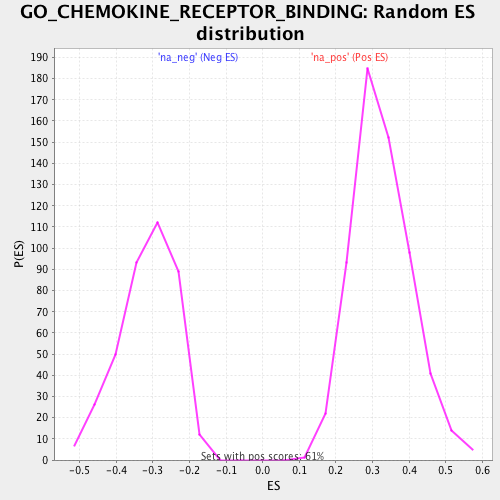 GO_CHEMOKINE_RECEPTOR_BINDING: Random ES
distribution
'na_neg' (Neg ES)
'na_pos' (Pos ES)
190
180
170
160
150
140
130
120
110
100
90
80
70
60
50
40
30
20
10
0
P(ES)
Sets with pos scores: 61%
-0.5 -0.4 -0.3 -0.2 -0.1 0.0 0.1 0.2 0.3 0.4 0.5 0.6
ES